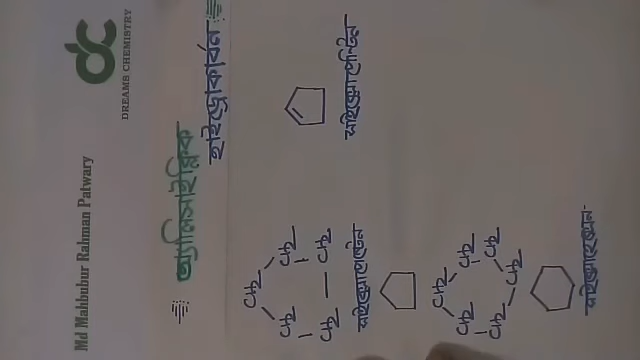 Md Mahbubur Rahman Patwary
DC
DREAMS CHEMISTRY
অ্যালিসাইক্লিক
হাইড্রোকার্বন
CH2
CH2 CH2
CH2 — CH2
সাইক্লোপেন্টেন
সাইক্লোপেন্টিন
CH2
CH2 CH2
CH2 CH2
CH2
সাইক্লোহেক্সেন